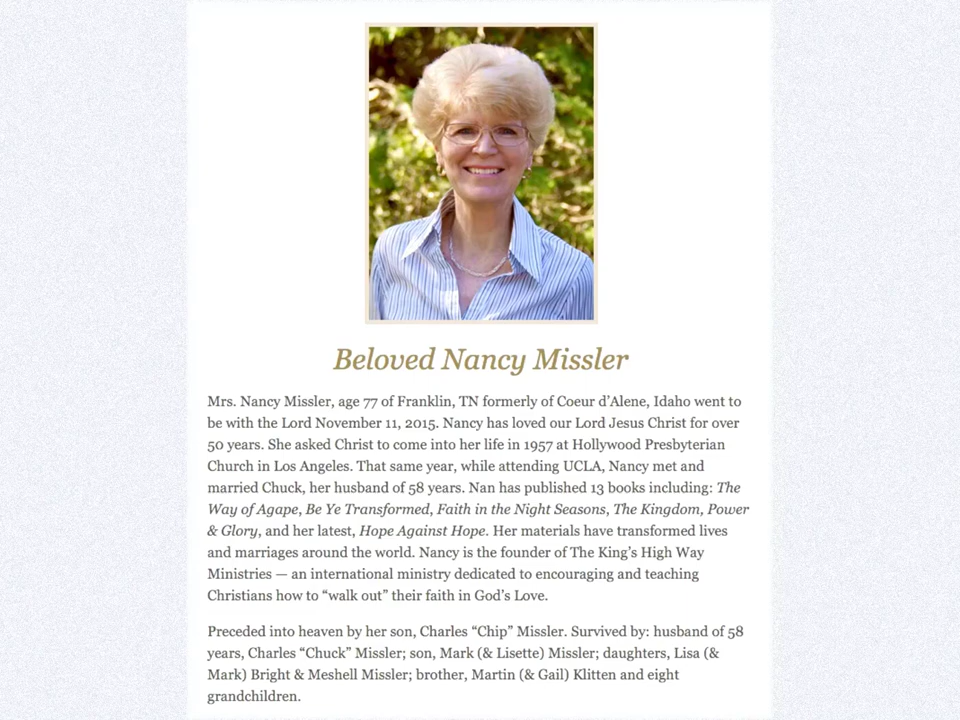 Beloved Nancy Missler
Mrs. Nancy Missler, age 77 of Franklin, TN formerly of Coeur d’Alene, Idaho went to
be with the Lord November 11, 2015. Nancy has loved our Lord Jesus Christ for over
50 years. She asked Christ to come into her life in 1957 at Hollywood Presbyterian
Church in Los Angeles. That same year, while attending UCLA, Nancy met and
married Chuck, her husband of 58 years. Nan has published 13 books including: The
Way of Agape, Be Ye Transformed, Faith in the Night Seasons, The Kingdom, Power
& Glory, and her latest, Hope Against Hope. Her materials have transformed lives
and marriages around the world. Nancy is the founder of The King’s High Way
Ministries — an international ministry dedicated to encouraging and teaching
Christians how to “walk out” their faith in God’s Love.
Preceded into heaven by her son, Charles “Chip” Missler. Survived by: husband of 58
years, Charles “Chuck” Missler; son, Mark (& Lisette) Missler; daughters, Lisa (&
Mark) Bright & Meshell Missler; brother, Martin (& Gail) Klitten and eight
grandchildren.